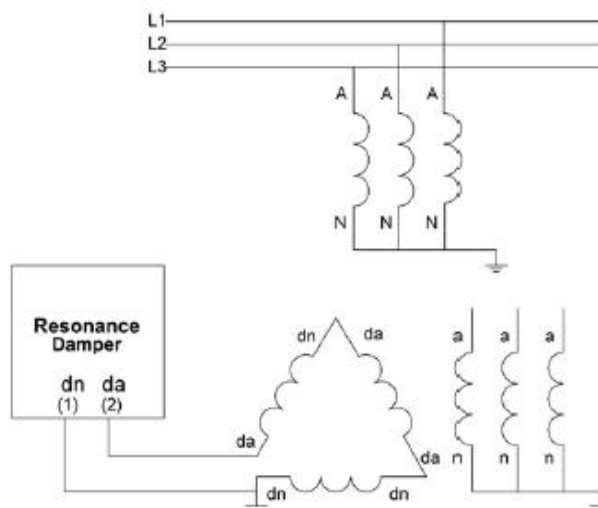 L1
L2
L3
A A A
N N N
Resonance
Damper
dn da
(1) (2)
dn da
a a a
da da
n n n
dn dn